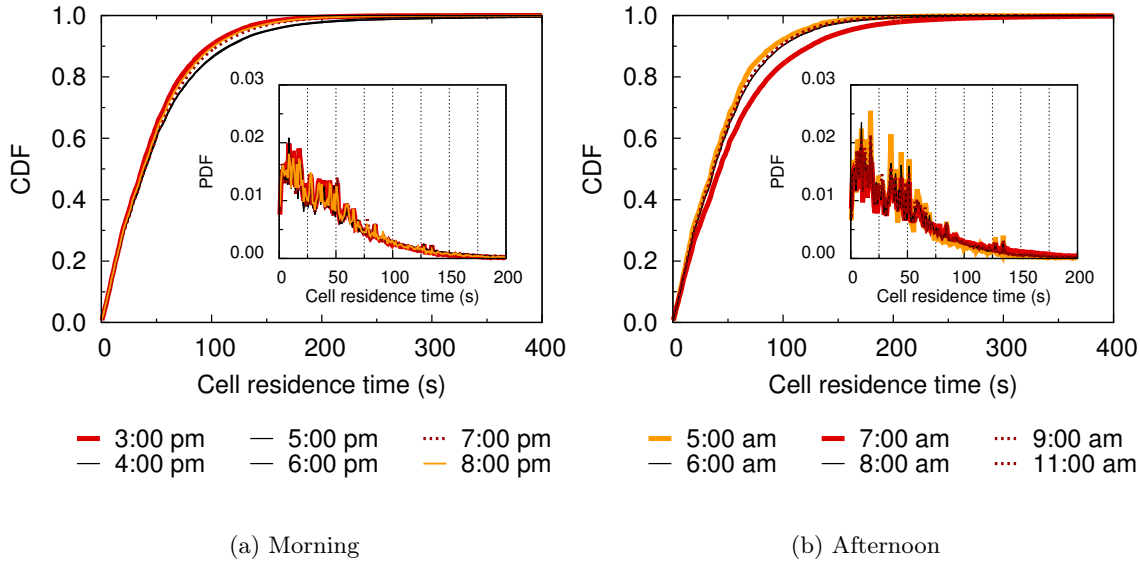 1.0
0.8
0.6
0.4
0.2
0.0
CDF
0 100 200 300 400
Cell residence time (s)
0.03
0.02
0.01
0.00
PDF
0 50 100 150 200
Cell residence time (s)
3:00 pm 5:00 pm 7:00 pm
4:00 pm 6:00 pm 8:00 pm
(a) Morning
1.0
0.8
0.6
0.4
0.2
0.0
CDF
0 100 200 300 400
Cell residence time (s)
0.03
0.02
0.01
0.00
PDF
0 50 100 150 200
Cell residence time (s)
5:00 am 7:00 am 9:00 am
6:00 am 8:00 am 11:00 am
(b) Afternoon